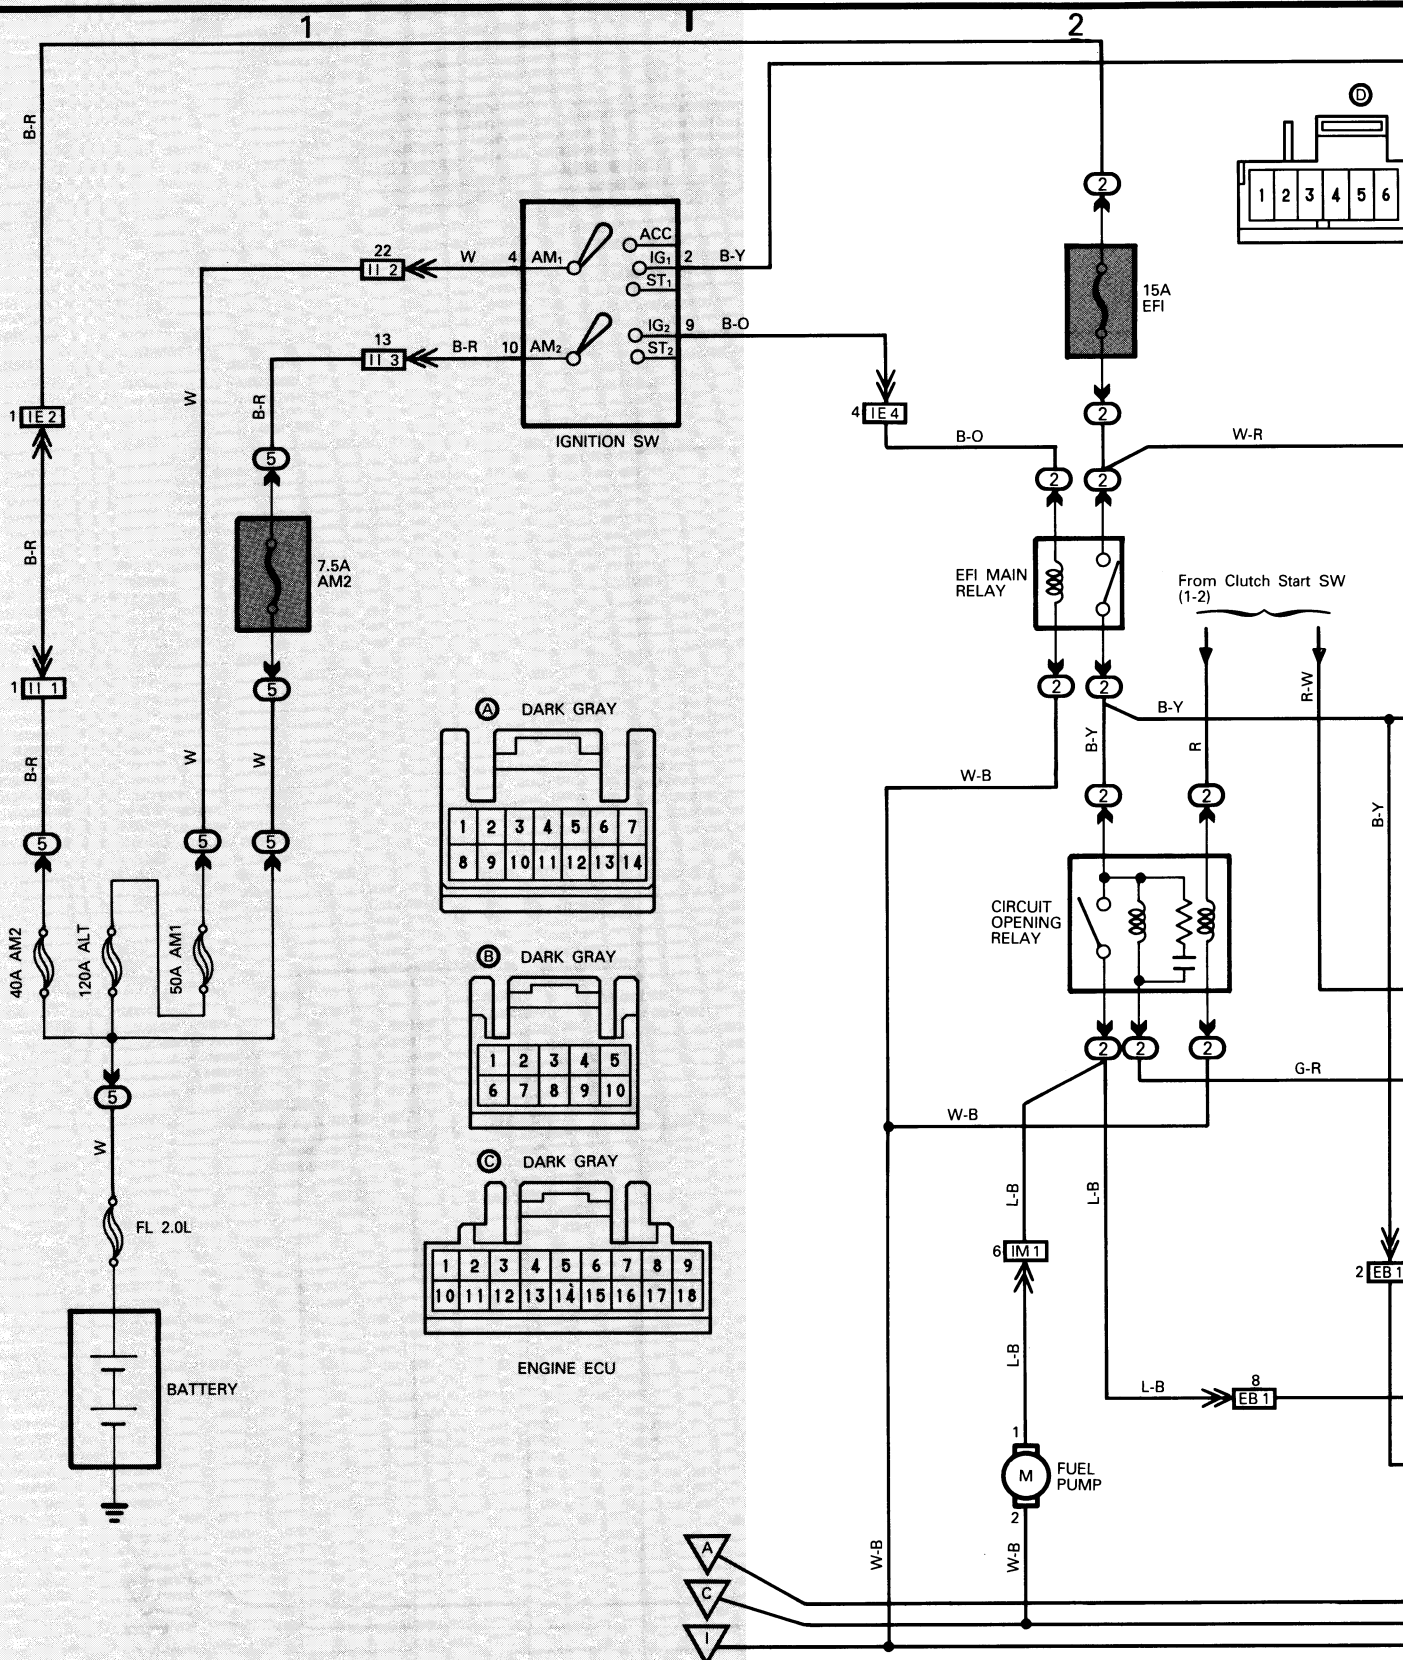 1
2
B-R
D
2
1 2 3 4 5 6
22
II 2
W
4
AM1
ACC
IG1
ST1
2
B-Y
15A
EFI
13
II 3
B-R
10
AM2
IG2
ST2
9
B-O
IGNITION SW
W
B-R
1
IE 2
5
4
IE 4
2
B-O
W-R
2
2
B-R
7.5A
AM2
EFI MAIN
RELAY
From Clutch Start SW
(1-2)
1
II 1
5
2
2
R-W
B-Y
A DARK GRAY
B-R
W
W
B-Y
R
W-B
2
2
B-Y
1 2 3 4 5 6 7
8 9 10 11 12 13 14
5
5
5
CIRCUIT
OPENING
RELAY
40A AM2
120A ALT
50A AM1
B DARK GRAY
1 2 3 4 5
6 7 8 9 10
2
2
2
G-R
5
W-B
W
C DARK GRAY
L-B
L-B
FL 2.0L
1 2 3 4 5 6 7 8 9
10 11 12 13 14 15 16 17 18
6
IM 1
2
EB 1
ENGINE ECU
L-B
BATTERY
L-B
8
EB 1
1
M
FUEL
PUMP
2
W-B
W-B
A
C
I